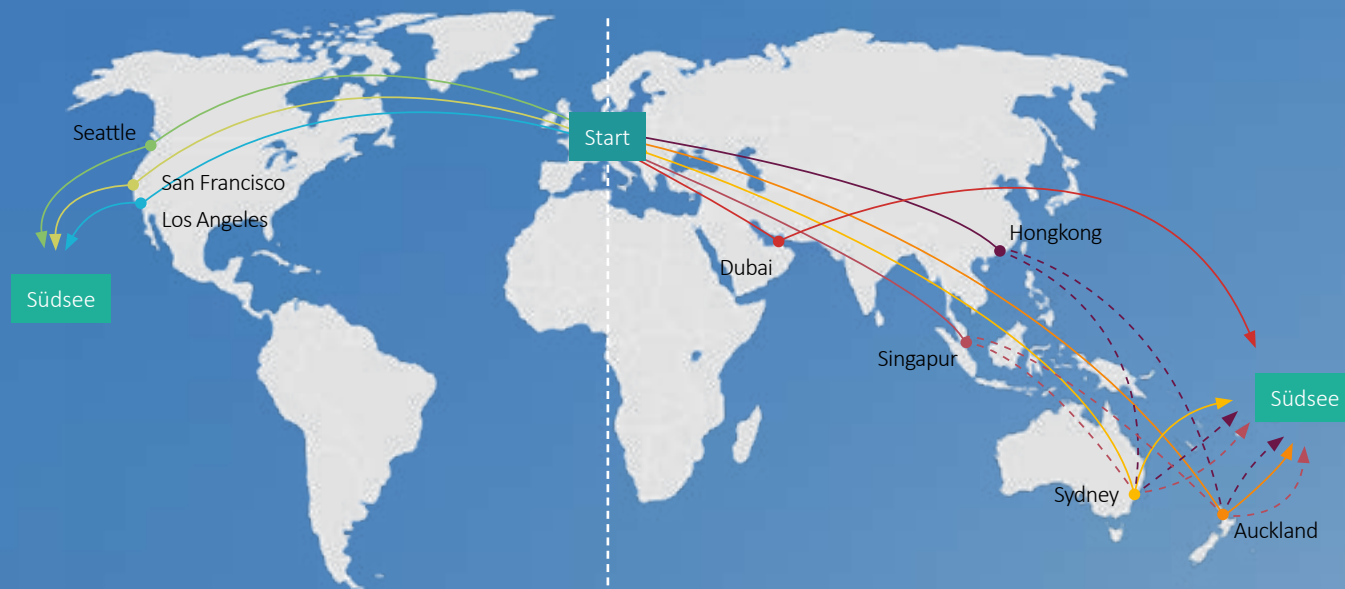 Seattle
Start
San Francisco
Los Angeles
Hongkong
Dubai
Südsee
Singapur
Südsee
Sydney
Auckland